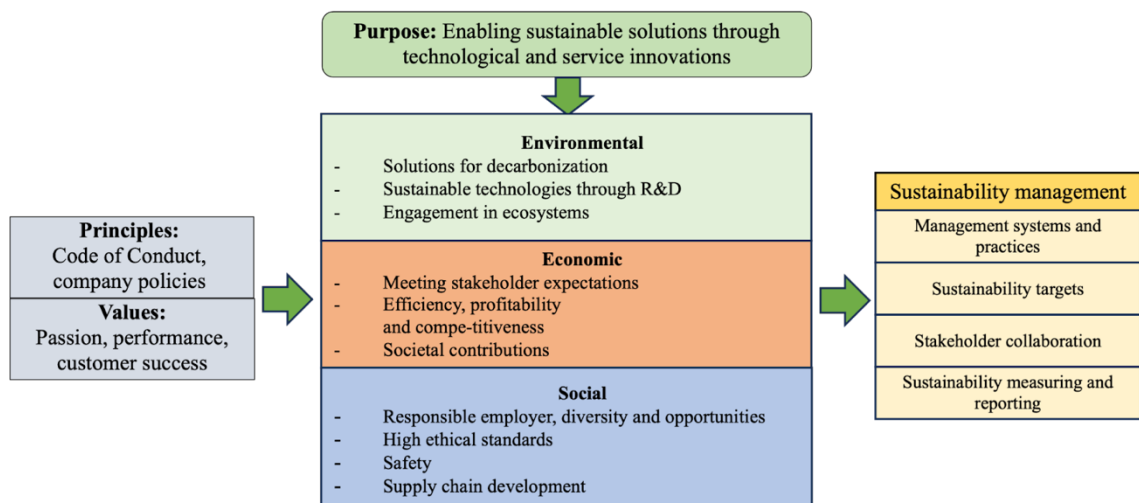 Purpose: Enabling sustainable solutions through
technological and service innovations
Principles:
Code of Conduct,
company policies
Values:
Passion, performance,
customer success
Environmental
- Solutions for decarbonization
- Sustainable technologies through R&D
- Engagement in ecosystems
Economic
- Meeting stakeholder expectations
- Efficiency, profitability
and compe-titiveness
- Societal contributions
Social
- Responsible employer, diversity and opportunities
- High ethical standards
- Safety
- Supply chain development
Sustainability management
Management systems and
practices
Sustainability targets
Stakeholder collaboration
Sustainability measuring and
reporting